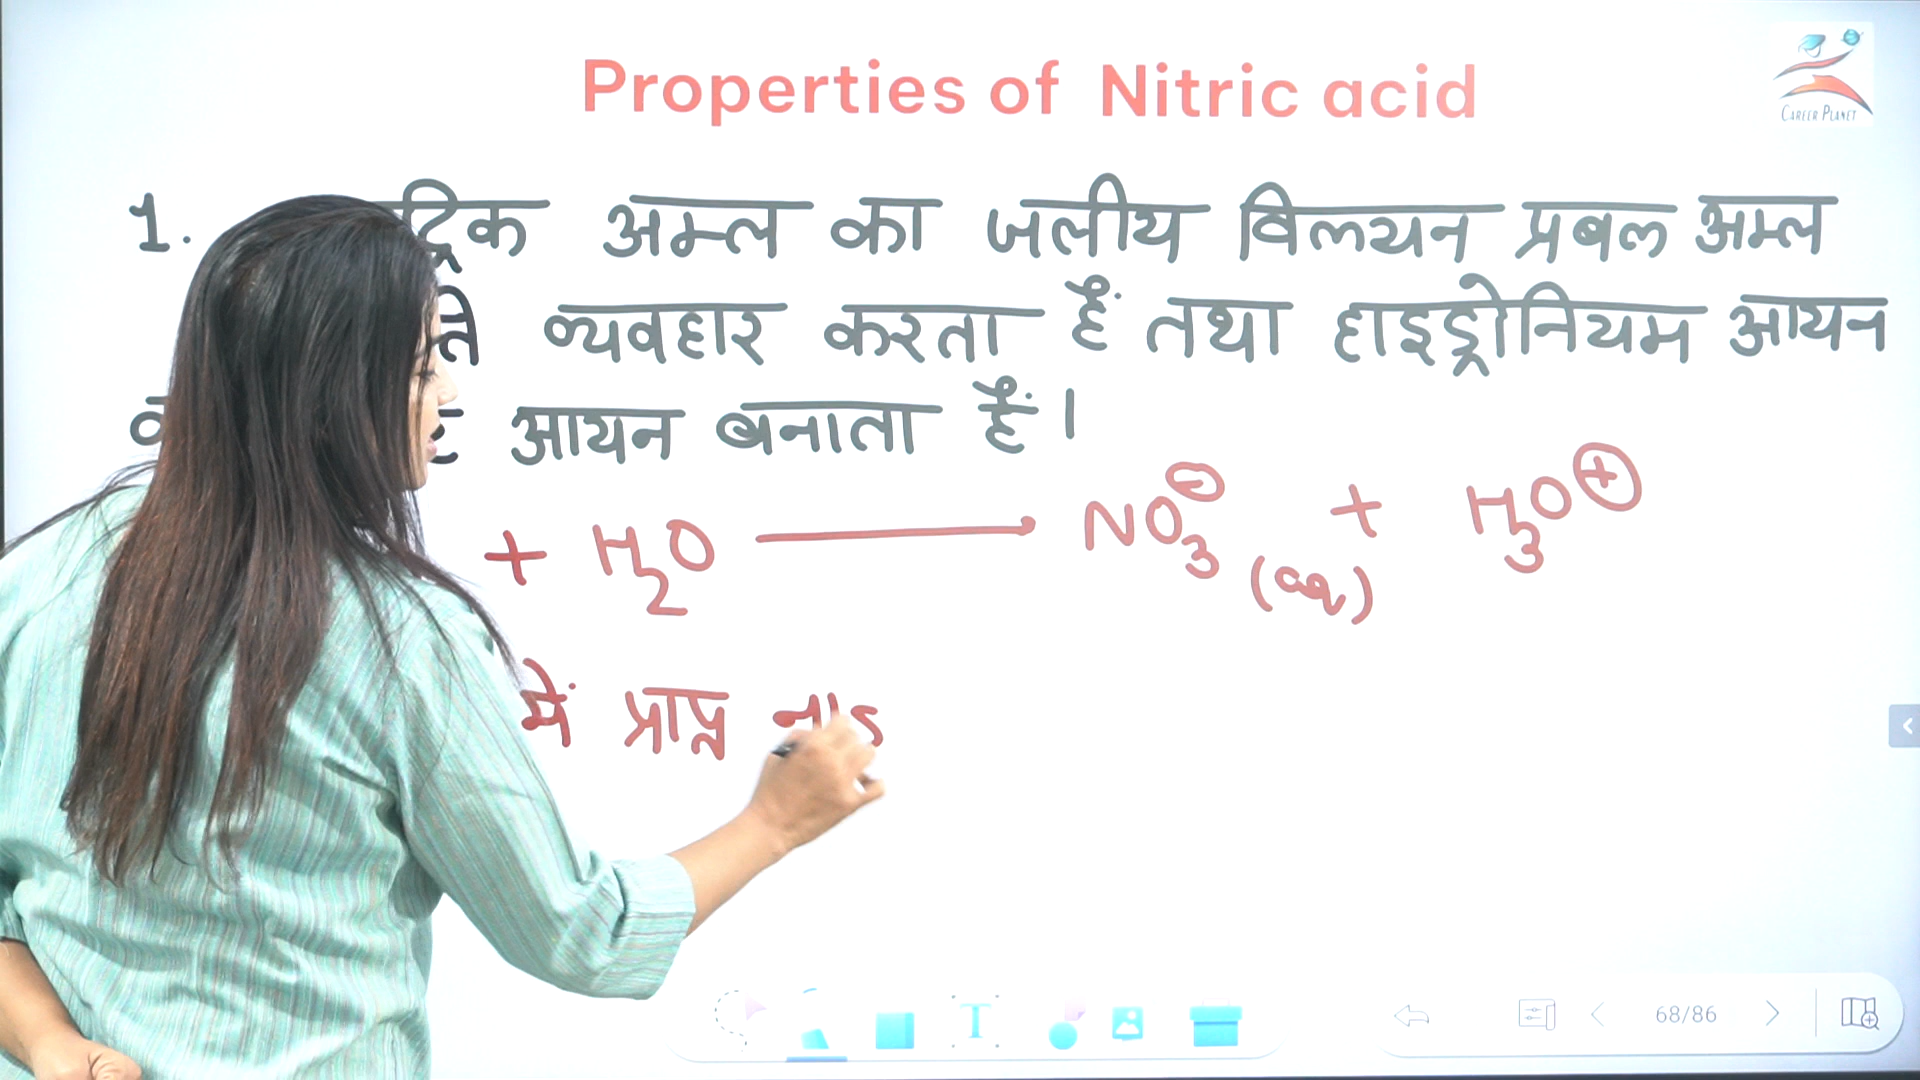 Properties of Nitric acid
CAREER PLANET
1. ट्रिक अम्ल का जलीय विलयन प्रबल अम्ल
व्यवहार करता हैं तथा हाइड्रोनियम आयन
आयन बनाता हैं।
+ H₂O ⟶ NO₃⊖ (aq) + H₃O⊕
में प्राप्त नाइ
T
68/86